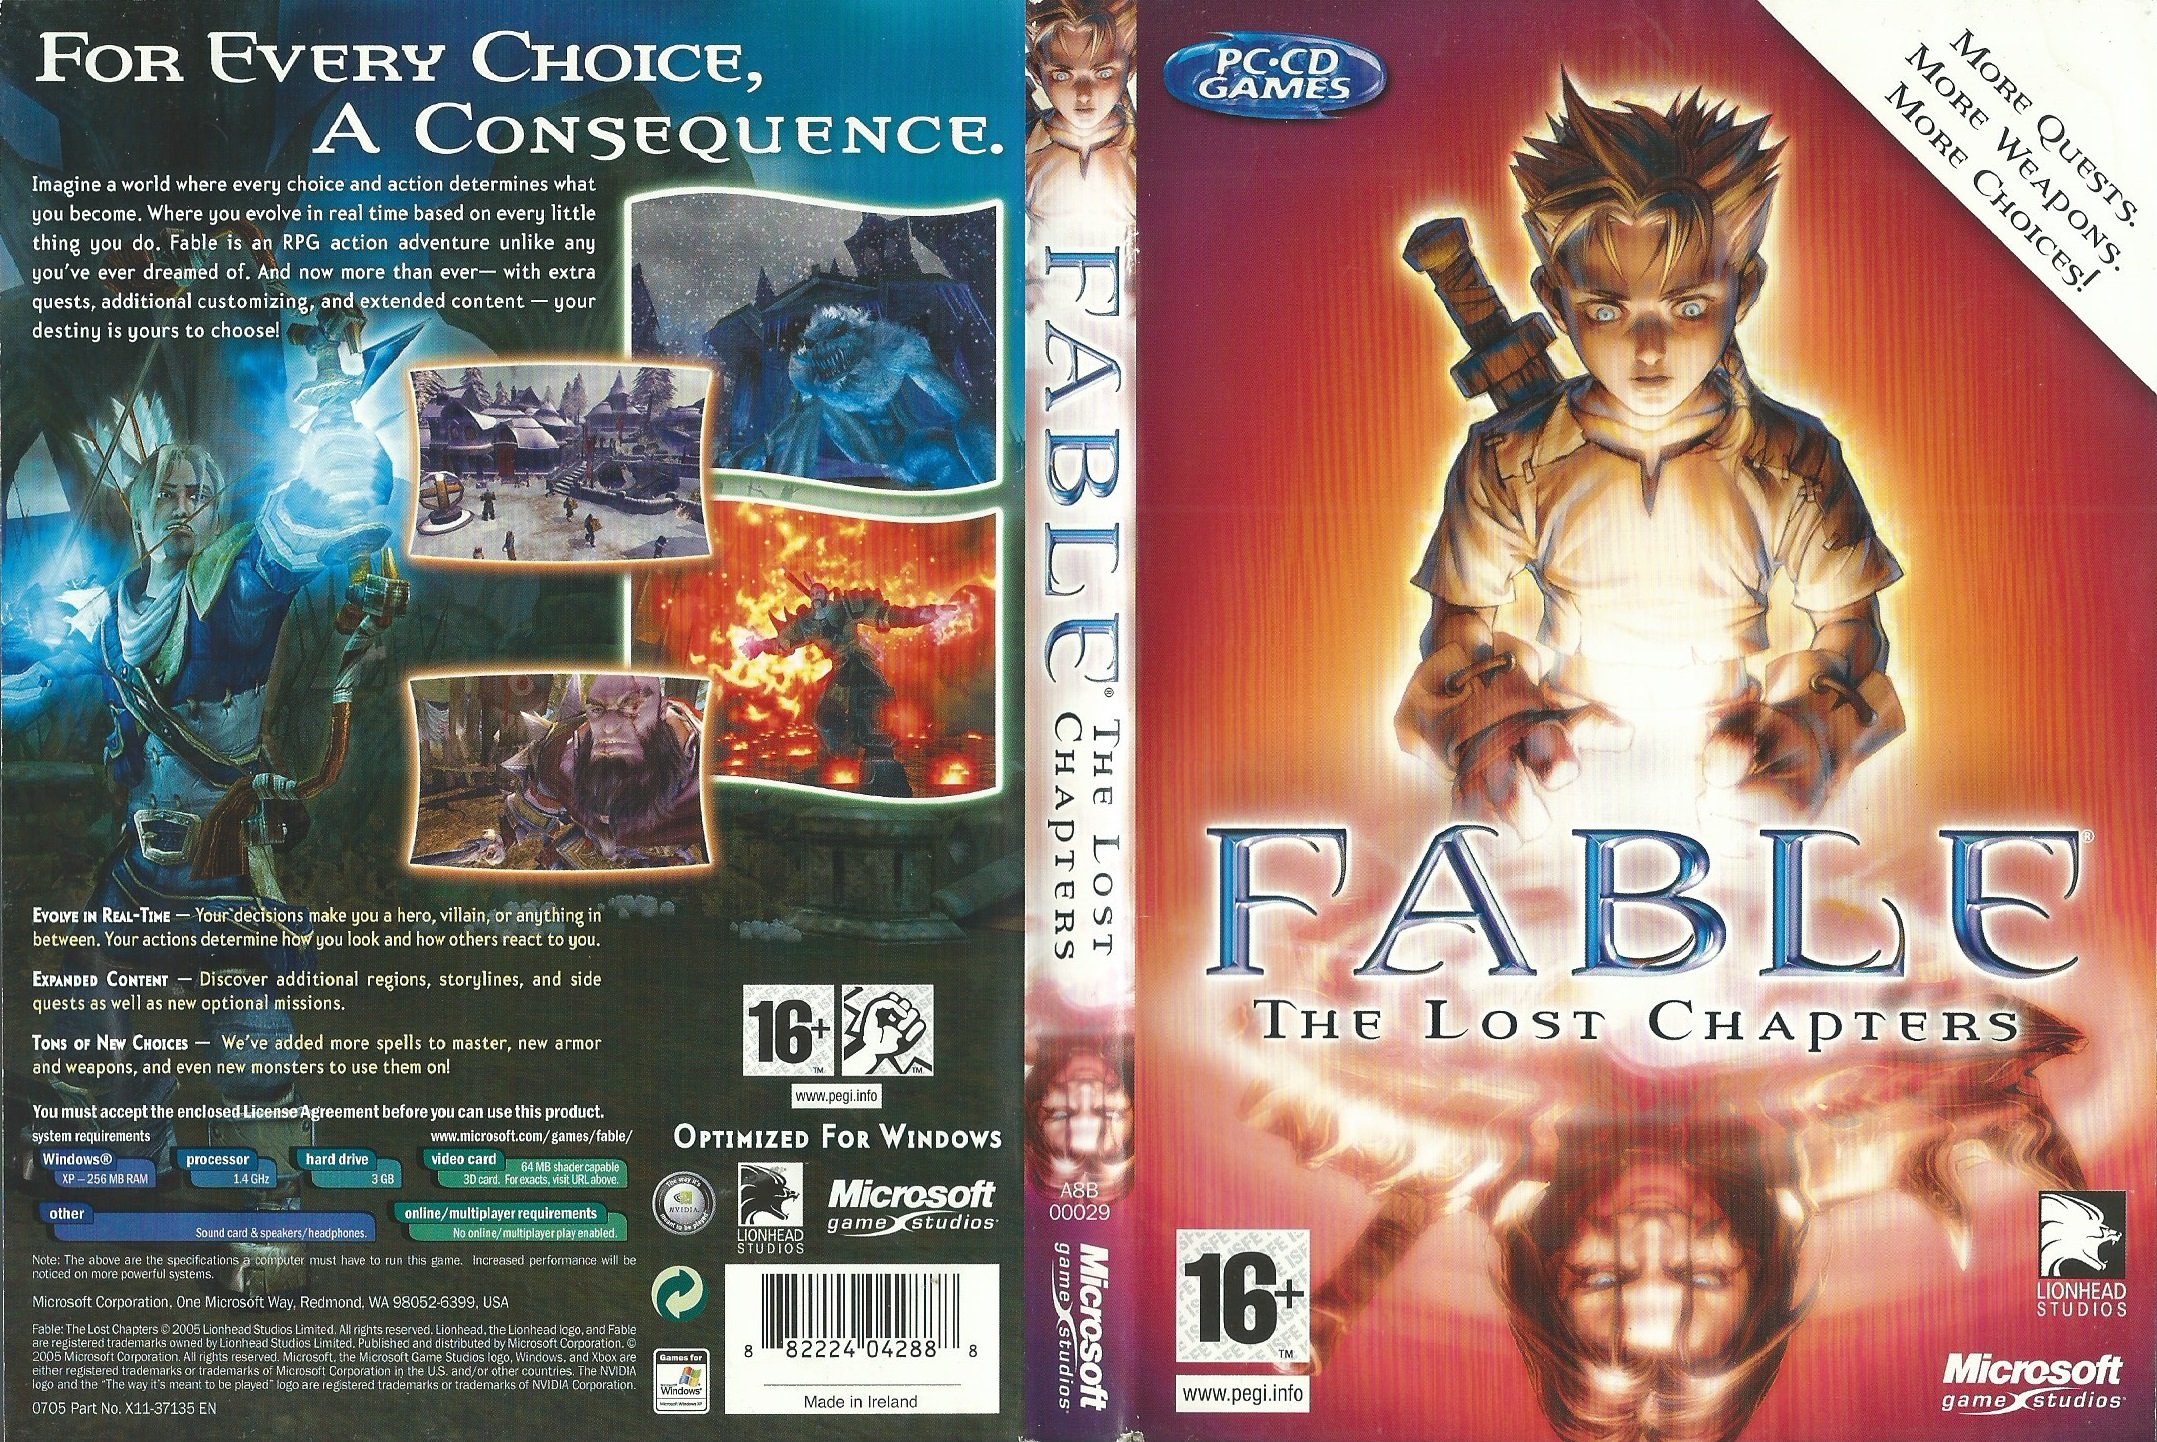 FOR EVERY CHOICE,
A CONSEQUENCE.
Imagine a world where every choice and action determines what
you become. Where you evolve in real time based on every little
thing you do. Fable is an RPG action adventure unlike any
you've ever dreamed of. And now more than ever— with extra
quests, additional customizing, and extended content — your
destiny is yours to choose!
EVOLVE IN REAL-TIME — Your decisions make you a hero, villain, or anything in
between. Your actions determine how you look and how others react to you.
EXPANDED CONTENT — Discover additional regions, storylines, and side
quests as well as new optional missions.
TONS OF NEW CHOICES — We've added more spells to master, new armor
and weapons, and even new monsters to use them on!
You must accept the enclosed License Agreement before you can use this product.
system requirements
www.microsoft.com/games/fable/
Windows®
XP – 256 MB RAM
processor
1.4 GHz
hard drive
3 GB
video card
64 MB shader capable
3D card. For exacts, visit URL above.
other
Sound card & speakers/headphones.
online/multiplayer requirements
No online/multiplayer play enabled.
Note: The above are the specifications a computer must have to run this game. Increased performance will be
noticed on more powerful systems.
Microsoft Corporation, One Microsoft Way, Redmond, WA 98052-6399, USA
Fable: The Lost Chapters © 2005 Lionhead Studios Limited. All rights reserved. Lionhead, the Lionhead logo, and Fable
are registered trademarks owned by Lionhead Studios Limited. Published and distributed by Microsoft Corporation. ©
2005 Microsoft Corporation. All rights reserved. Microsoft, the Microsoft Game Studios logo, Windows, and Xbox are
either registered trademarks or trademarks of Microsoft Corporation in the U.S. and/or other countries. The NVIDIA
logo and the "The way it's meant to be played" logo are registered trademarks or trademarks of NVIDIA Corporation.
0705 Part No. X11-37135 EN
16+
TM
TM
www.pegi.info
OPTIMIZED FOR WINDOWS
The way it's
NVIDIA
meant to be played
LIONHEAD
STUDIOS
Microsoft
game studios
Games for
Windows
8 82224 04288 8
Made in Ireland
FABLE®
THE LOST
CHAPTERS
A8B
00029
Microsoft
game studios
PC·CD
GAMES
MORE QUESTS.
MORE WEAPONS.
MORE CHOICES!
FABLE®
THE LOST CHAPTERS
16+
TM
www.pegi.info
LIONHEAD
STUDIOS
Microsoft
game studios